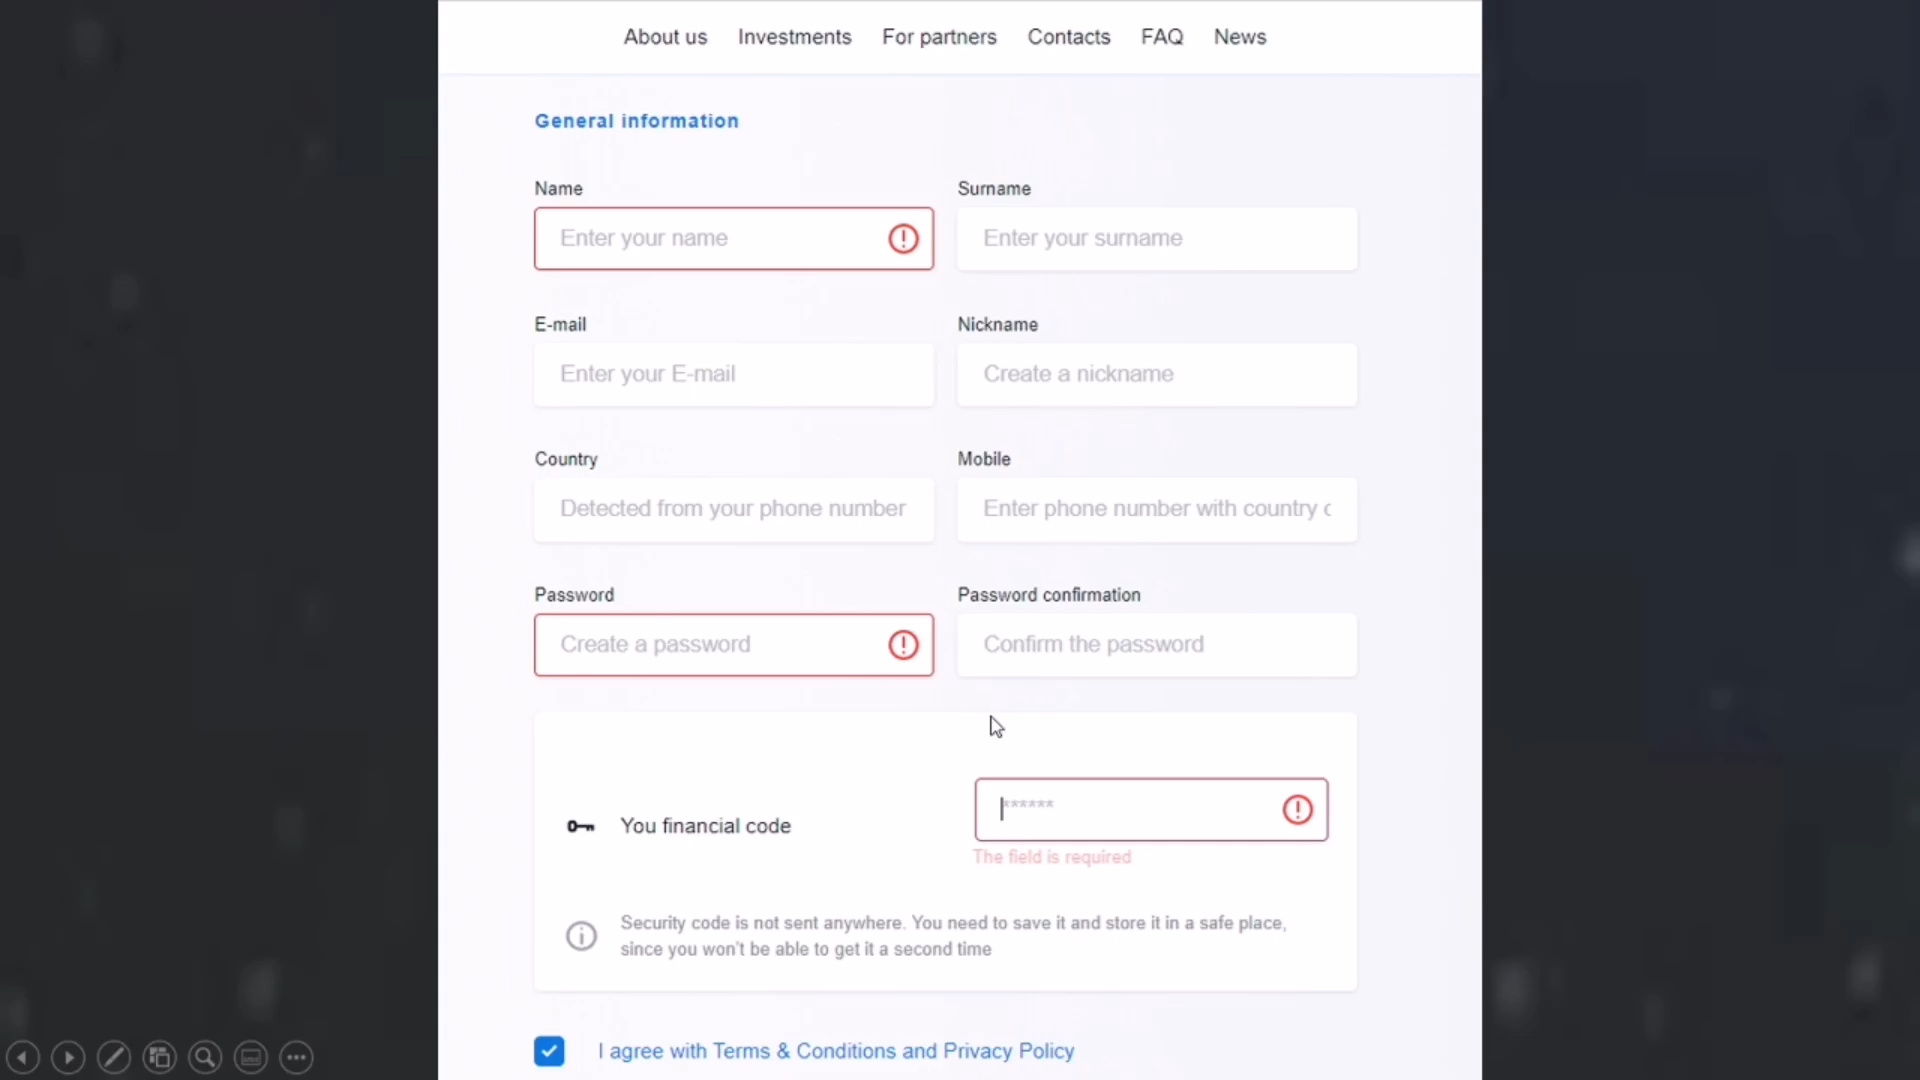 About us Investments For partners Contacts FAQ News
General information
Name Surname
Enter your name Enter your surname
E-mail Nickname
Enter your E-mail Create a nickname
Country Mobile
Detected from your phone number Enter phone number with country c
Password Password confirmation
Create a password Confirm the password
******
You financial code
The field is required
Security code is not sent anywhere. You need to save it and store it in a safe place,
since you won't be able to get it a second time
I agree with Terms & Conditions and Privacy Policy